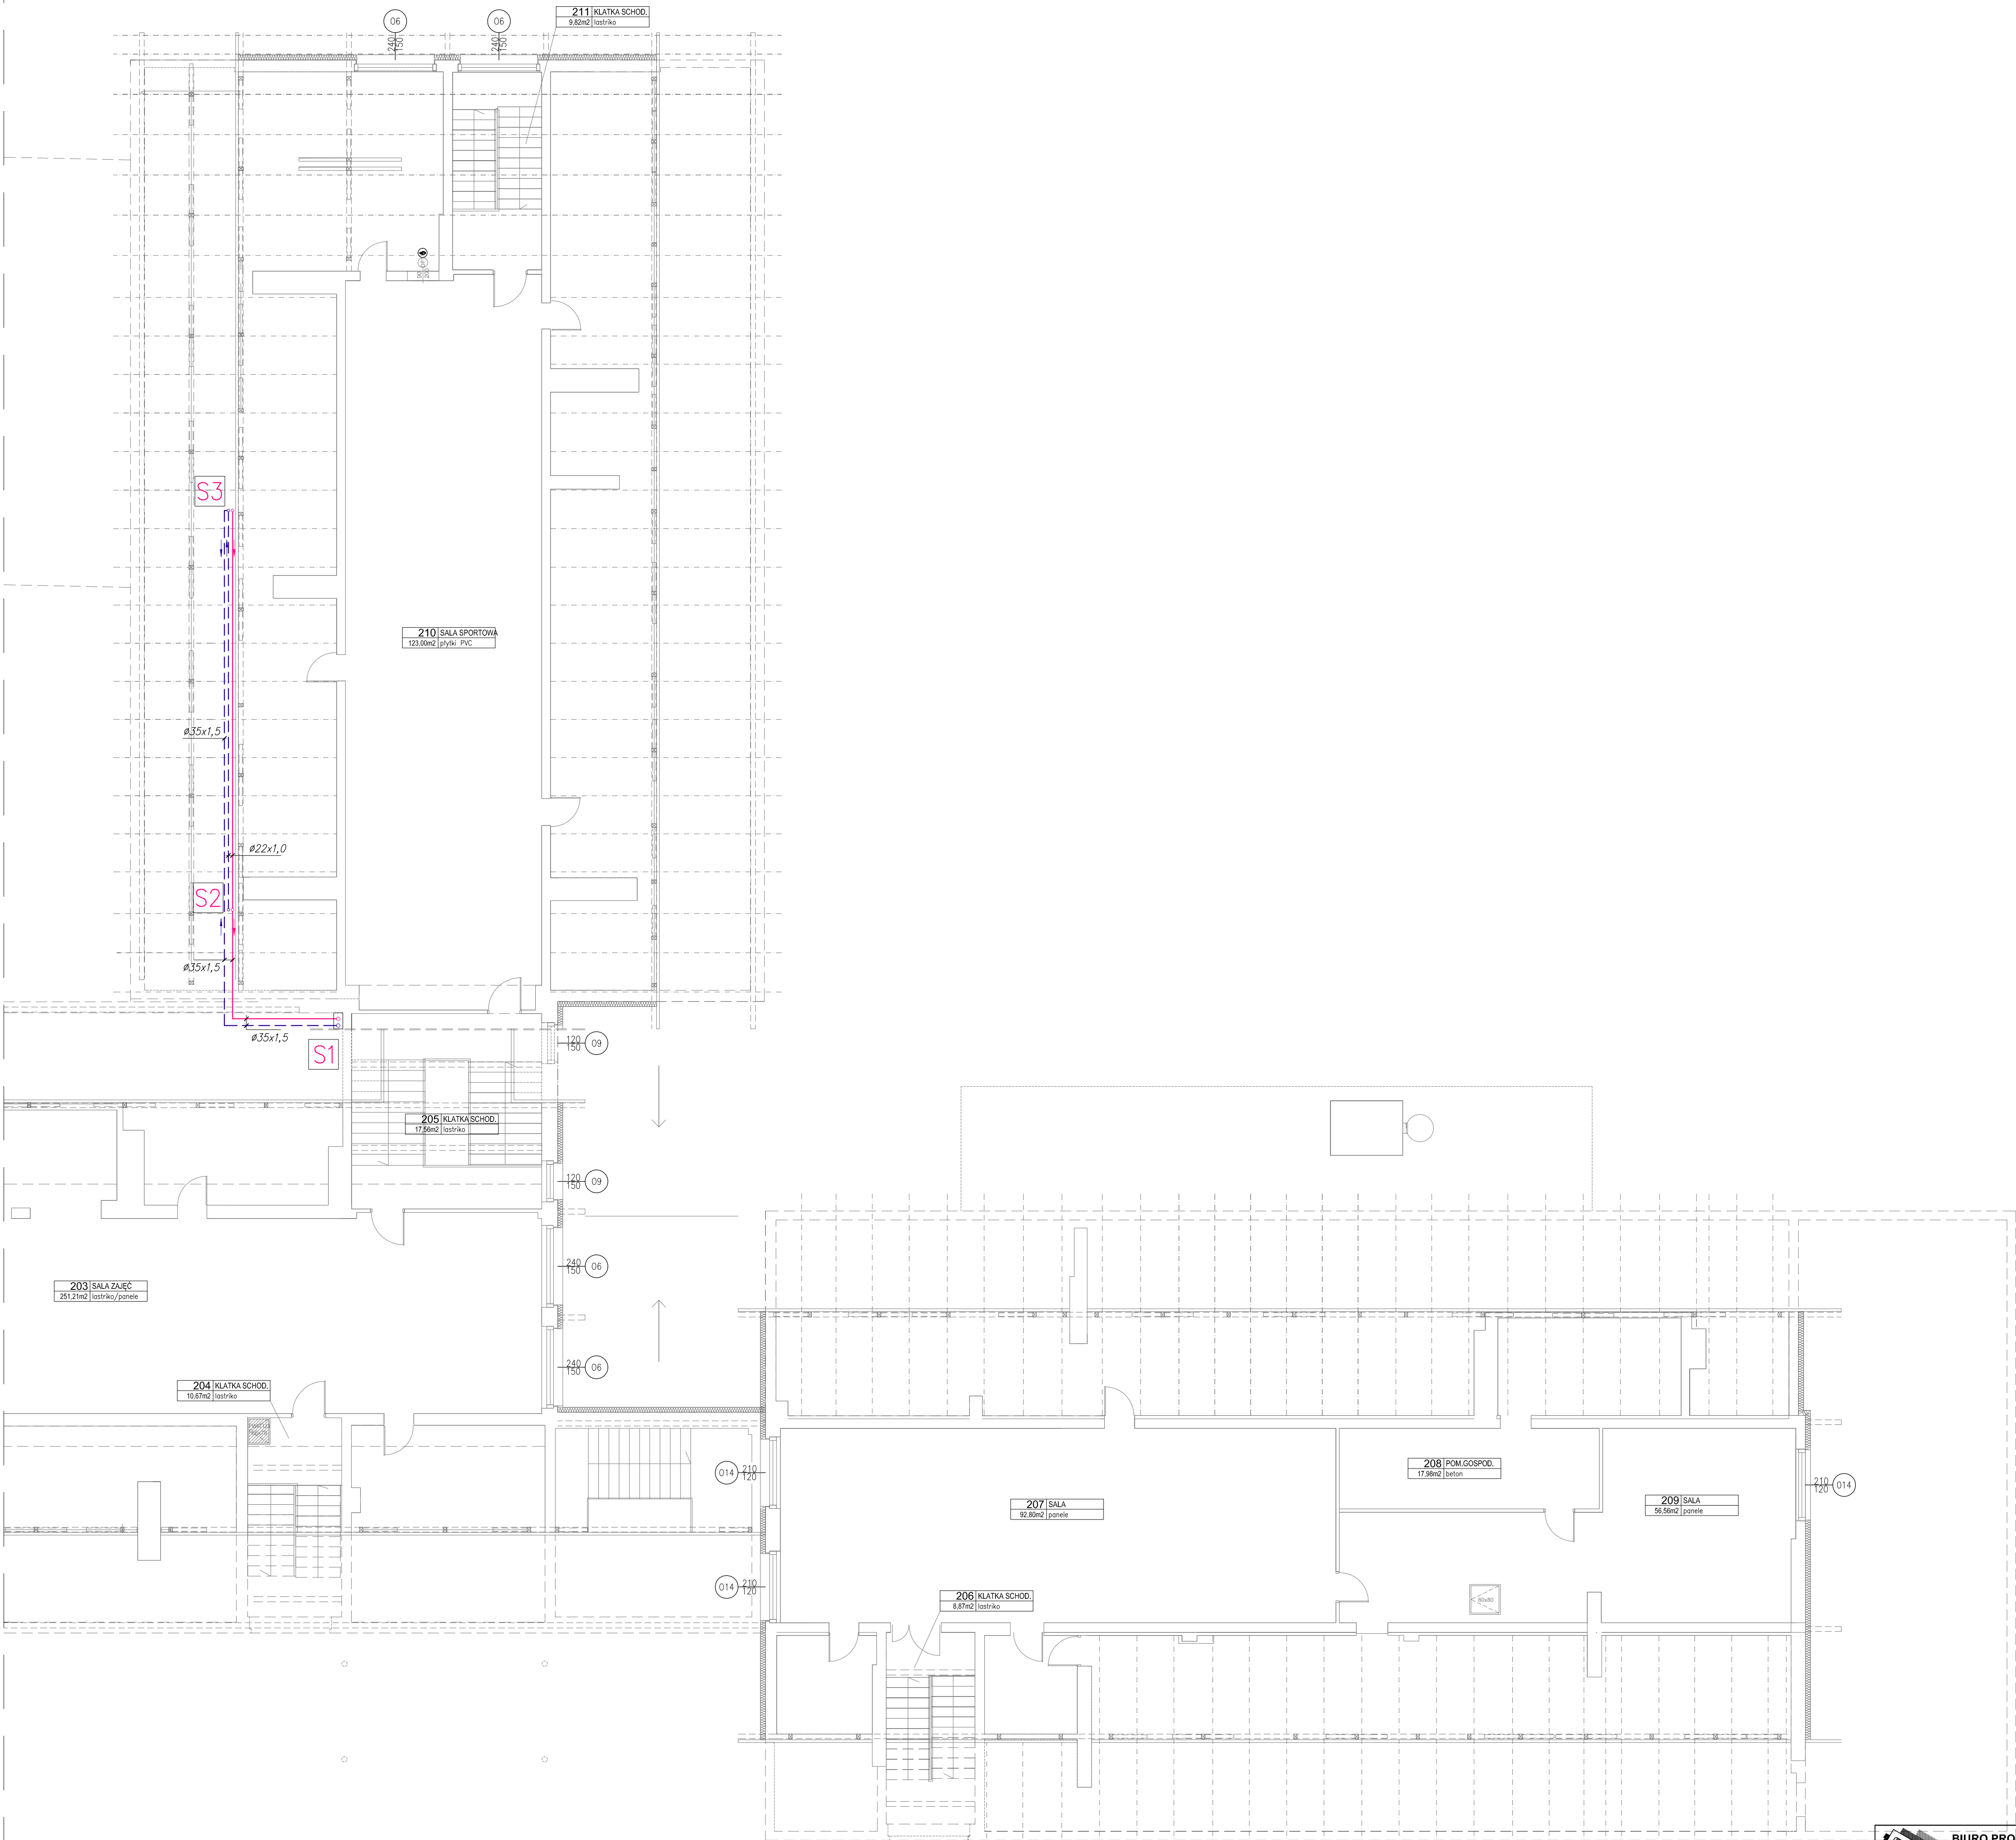 06
06
211 KLATKA SCHOD.
9,82m2 lastriko
240
150
240
150
90
200
S3
210 SALA SPORTOWA
123,00m2 płytki PVC
ø35x1,5
ø22x1,0
S2
ø35x1,5
ø35x1,5
S1
120
150
09
205 KLATKA SCHOD.
17,56m2 lastriko
120
150
09
240
150
06
203 SALA ZAJĘĆ
251,21m2 lastriko/panele
240
150
06
204 KLATKA SCHOD.
10,67m2 lastriko
014
210
120
208 POM.GOSPOD.
17,98m2 beton
210
120
014
207 SALA
92,80m2 panele
209 SALA
56,56m2 panele
014
210
120
206 KLATKA SCHOD.
8,87m2 lastriko
80x80
BIURO PRO